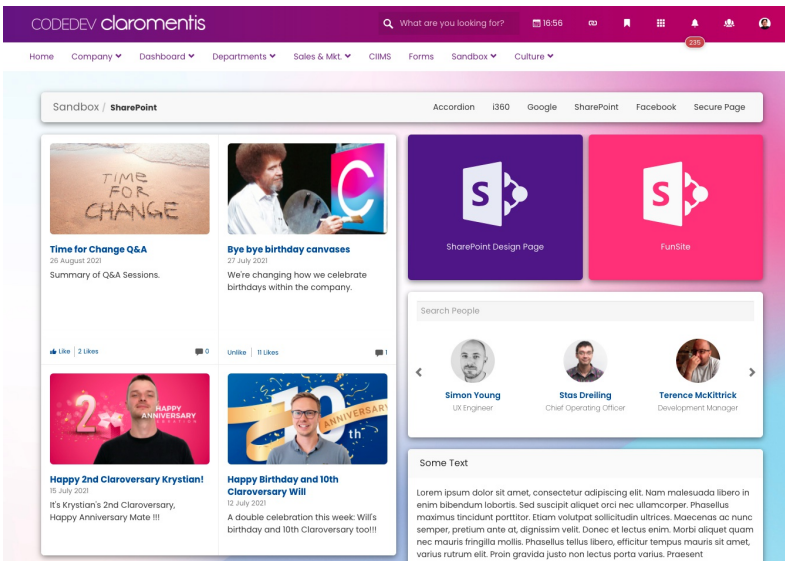 CODEDEV claromentis
What are you looking for?
16:56
235
Home
Company
Dashboard
Departments
Sales & Mkt.
CIIMS
Forms
Sandbox
Culture
Sandbox / SharePoint
Accordion
i360
Google
SharePoint
Facebook
Secure Page
TIME
FOR
CHANGE
Time for Change Q&A
26 August 2021
Summary of Q&A Sessions.
Like | 2 Likes
0
C
Bye bye birthday canvases
27 July 2021
We're changing how we celebrate
birthdays within the company.
Unlike | 11 Likes
1
2
HAPPY
ANNIVERSARY
Happy 2nd Claroversary Krystian!
15 July 2021
It's Krystian's 2nd Claroversary,
Happy Anniversary Mate !!!
ANNIVERSARY
10
th
Happy Birthday and 10th
Claroversary Will
12 July 2021
A double celebration this week: Will's
birthday and 10th Claroversary too!!!
S
SharePoint Design Page
S
FunSite
Search People
Simon Young
UX Engineer
Stas Dreiling
Chief Operating Officer
Terence McKittrick
Development Manager
Some Text
Lorem ipsum dolor sit amet, consectetur adipiscing elit. Nam malesuada libero in
enim bibendum lobortis. Sed suscipit aliquet orci nec ullamcorper. Phasellus
maximus tincidunt porttitor. Etiam volutpat sollicitudin ultrices. Maecenas ac nunc
semper, pretium ante at, dignissim velit. Donec et lectus enim. Morbi aliquet quam
nec mauris fringilla mollis. Phasellus tellus libero, efficitur tempus mauris sit amet,
varius rutrum elit. Proin gravida justo non lectus porta varius. Praesent